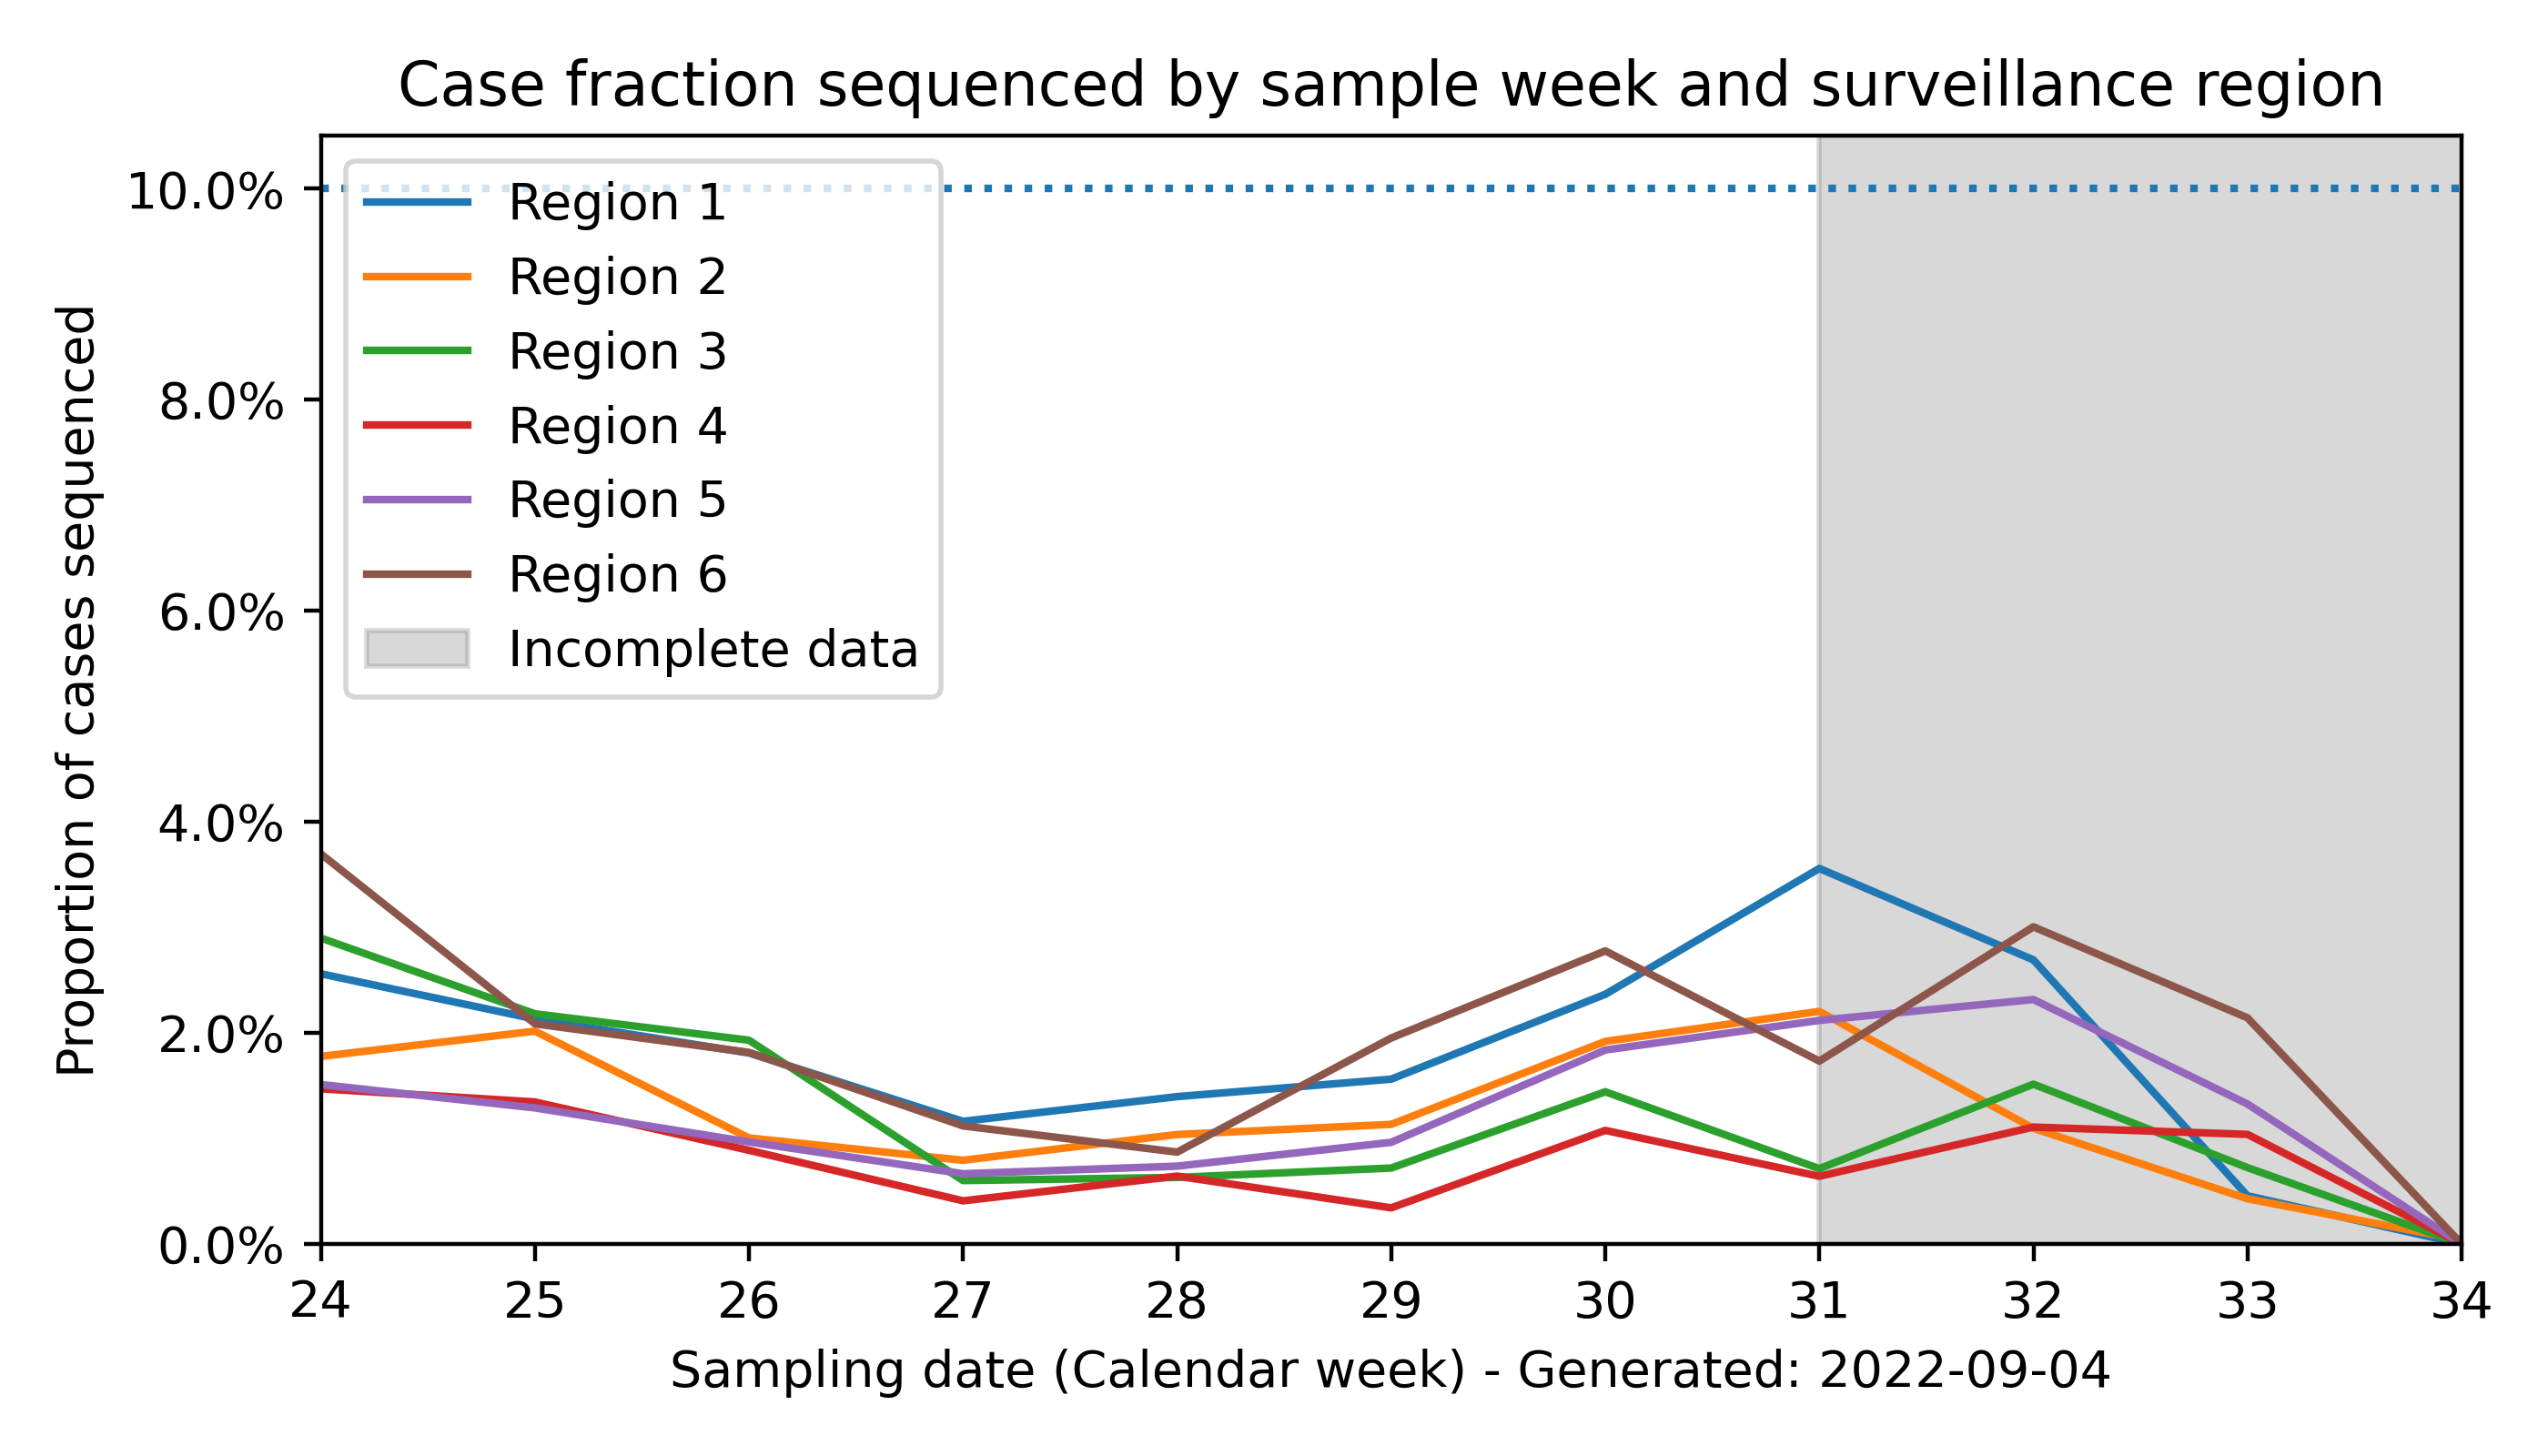 Case fraction sequenced by sample week and surveillance region
Proportion of cases sequenced
10.0%
8.0%
6.0%
4.0%
2.0%
0.0%
Region 1
Region 2
Region 3
Region 4
Region 5
Region 6
Incomplete data
24 25 26 27 28 29 30 31 32 33 34
Sampling date (Calendar week) - Generated: 2022-09-04